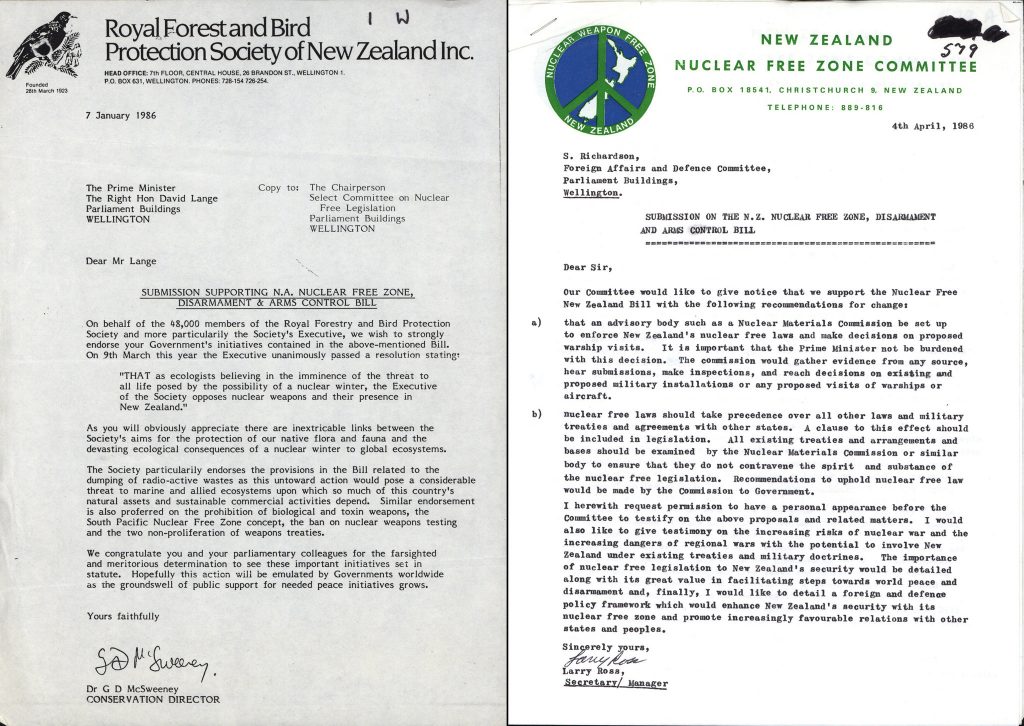 1 W
Royal Forest and Bird
Protection Society of New Zealand Inc.
HEAD OFFICE: 7th FLOOR, CENTRAL HOUSE, 26 BRANDON ST., WELLINGTON 1.
P.O. BOX 631, WELLINGTON. PHONES: 728-154 726-254.
Founded
28th March 1923
7 January 1986
The Prime Minister
The Right Hon David Lange
Parliament Buildings
WELLINGTON
Copy to: The Chairperson
Select Committee on Nuclear
Free Legislation
Parliament Buildings
WELLINGTON
Dear Mr Lange
SUBMISSION SUPPORTING N.A. NUCLEAR FREE ZONE,
DISARMAMENT & ARMS CONTROL BILL
On behalf of the 48,000 members of the Royal Forestry and Bird Protection
Society and more particularily the Society's Executive, we wish to strongly
endorse your Government's initiatives contained in the above-mentioned Bill.
On 9th March this year the Executive unanimously passed a resolution stating:
"THAT as ecologists believing in the imminence of the threat to
all life posed by the possibility of a nuclear winter, the Executive
of the Society opposes nuclear weapons and their presence in
New Zealand."
As you will obviously appreciate there are inextricable links between the
Society's aims for the protection of our native flora and fauna and the
devasting ecological consequences of a nuclear winter to global ecosystems.
The Society particularly endorses the provisions in the Bill related to the
dumping of radio-active wastes as this untoward action would pose a considerable
threat to marine and allied ecosystems upon which so much of this country's
natural assets and sustainable commercial activities depend. Similar endorsement
is also proferred on the prohibition of biological and toxin weapons, the
South Pacific Nuclear Free Zone concept, the ban on nuclear weapons testing
and the two non-proliferation of weapons treaties.
We congratulate you and your parliamentary colleagues for the farsighted
and meritorious determination to see these important initiatives set in
statute. Hopefully this action will be emulated by Governments worldwide
as the groundswell of public support for needed peace initiatives grows.
Yours faithfully
GD McSweeney.
Dr G D McSweeney
CONSERVATION DIRECTOR
NUCLEAR WEAPON FREE ZONE
NEW ZEALAND
NEW ZEALAND
NUCLEAR FREE ZONE COMMITTEE
P.O. BOX 18541, CHRISTCHURCH 9, NEW ZEALAND
TELEPHONE: 889-816
579
4th April, 1986
S. Richardson,
Foreign Affairs and Defence Committee,
Parliament Buildings,
Wellington.
SUBMISSION ON THE N.Z. NUCLEAR FREE ZONE, DISARMAMENT
AND ARMS CONTROL BILL
Dear Sir,
Our Committee would like to give notice that we support the Nuclear Free
New Zealand Bill with the following recommendations for change:
a) that an advisory body such as a Nuclear Materials Commission be set up
to enforce New Zealand's nuclear free laws and make decisions on proposed
warship visits. It is important that the Prime Minister not be burdened
with this decision. The commission would gather evidence from any source,
hear submissions, make inspections, and reach decisions on existing and
proposed military installations or any proposed visits of warships or
aircraft.
b) nuclear free laws should take precedence over all other laws and military
treaties and agreements with other states. A clause to this effect should
be included in legislation. All existing treaties and arrangements and
bases should be examined by the Nuclear Materials Commission or similar
body to ensure that they do not contravene the spirit and substance of
the nuclear free legislation. Recommendations to uphold nuclear free law
would be made by the Commission to Government.
I herewith request permission to have a personal appearance before the
Committee to testify on the above proposals and related matters. I would
also like to give testimony on the increasing risks of nuclear war and the
increasing dangers of regional wars with the potential to involve New
Zealand under existing treaties and military doctrines. The importance
of nuclear free legislation to New Zealand's security would be detailed
along with its great value in facilitating steps towards world peace and
disarmament and, finally, I would like to detail a foreign and defence
policy framework which would enhance New Zealand's security with its
nuclear free zone and promote increasingly favourable relations with other
states and peoples.
Sincerely yours,
Larry Ross
Larry Ross,
Secretary/ Manager